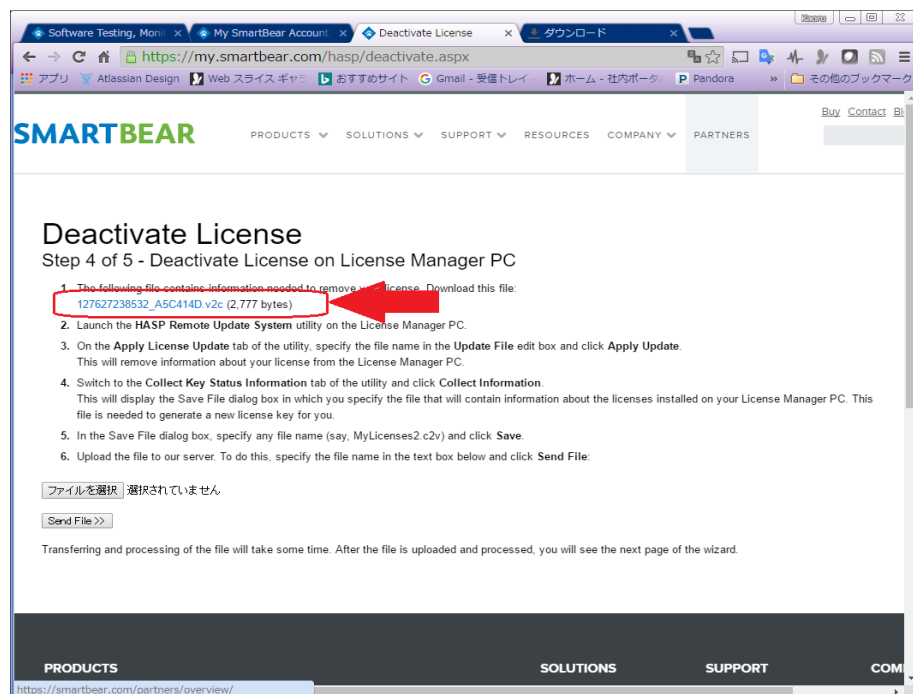 Software Testing, Moni
My SmartBear Account
Deactivate License
ダウンロード
https://my.smartbear.com/hasp/deactivate.aspx
アプリ
Atlassian Design
Web スライス ギャラ
おすすめサイト
Gmail - 受信トレイ -
ホーム - 社内ポータル
Pandora
»
その他のブックマーク
Buy Contact Bl
SMARTBEAR
PRODUCTS
SOLUTIONS
SUPPORT
RESOURCES
COMPANY
PARTNERS
Deactivate License
Step 4 of 5 - Deactivate License on License Manager PC
1. The following file contains information needed to remove your license. Download this file:
127627238532_A5C414D.v2c (2,777 bytes)
2. Launch the HASP Remote Update System utility on the License Manager PC.
3. On the Apply License Update tab of the utility, specify the file name in the Update File edit box and click Apply Update.
This will remove information about your license from the License Manager PC.
4. Switch to the Collect Key Status Information tab of the utility and click Collect Information.
This will display the Save File dialog box in which you specify the file that will contain information about the licenses installed on your License Manager PC. This
file is needed to generate a new license key for you.
5. In the Save File dialog box, specify any file name (say, MyLicenses2.c2v) and click Save.
6. Upload the file to our server. To do this, specify the file name in the text box below and click Send File:
ファイルを選択 選択されていません
Send File >>
Transferring and processing of the file will take some time. After the file is uploaded and processed, you will see the next page of the wizard.
PRODUCTS
SOLUTIONS
SUPPORT
COM
https://smartbear.com/partners/overview/